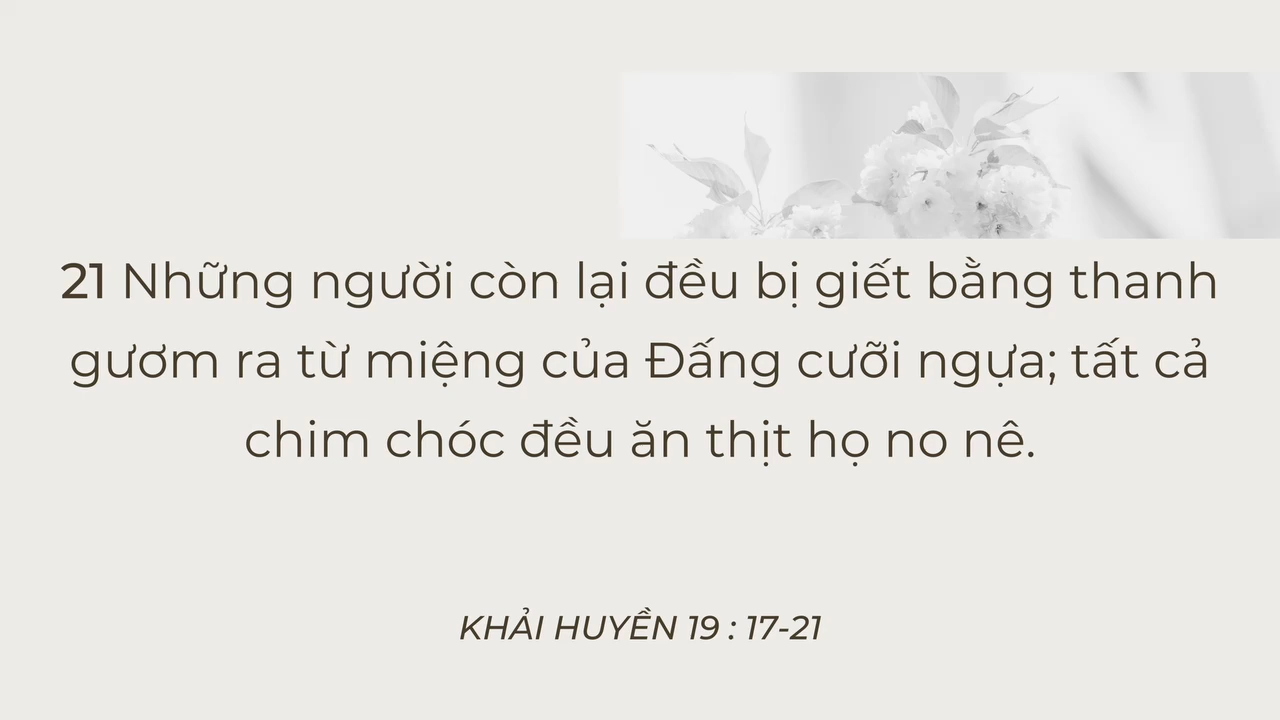 21 Những người còn lại đều bị giết bằng thanh
gươm ra từ miệng của Đấng cưỡi ngựa; tất cả
chim chóc đều ăn thịt họ no nê.
KHẢI HUYỀN 19 : 17-21